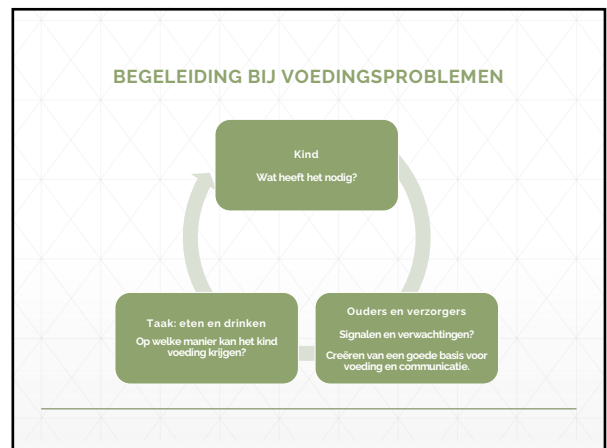 BEGELEIDING BIJ VOEDINGSPROBLEMEN
Kind
Wat heeft het nodig?
Taak: eten en drinken
Op welke manier kan het kind
voeding krijgen?
Ouders en verzorgers
Signalen en verwachtingen?
Creëren van een goede basis voor
voeding en communicatie.